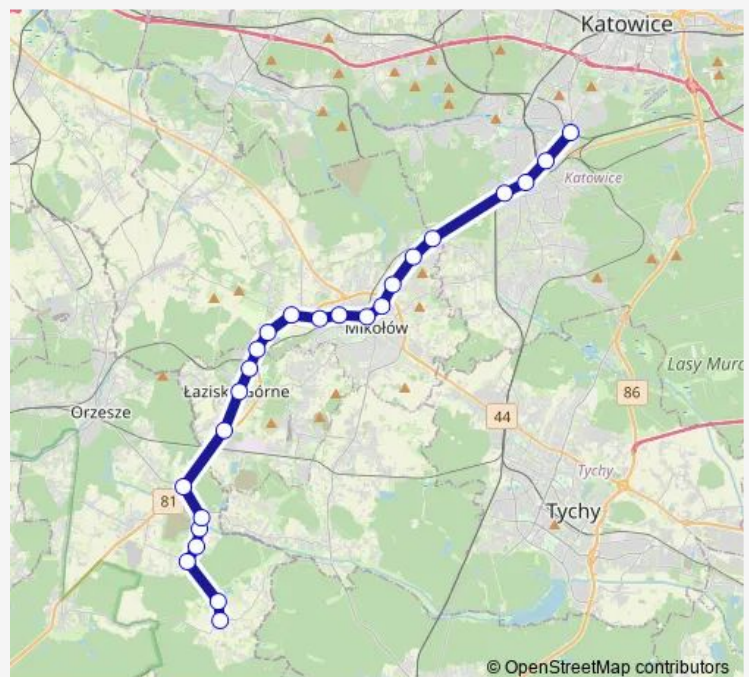 Katowice
Katowice
Mikołów
Lasy Murc
Łaziska Górne
86
Orzesze
44
Tychy
81
Tychy
© OpenStreetMap contributors